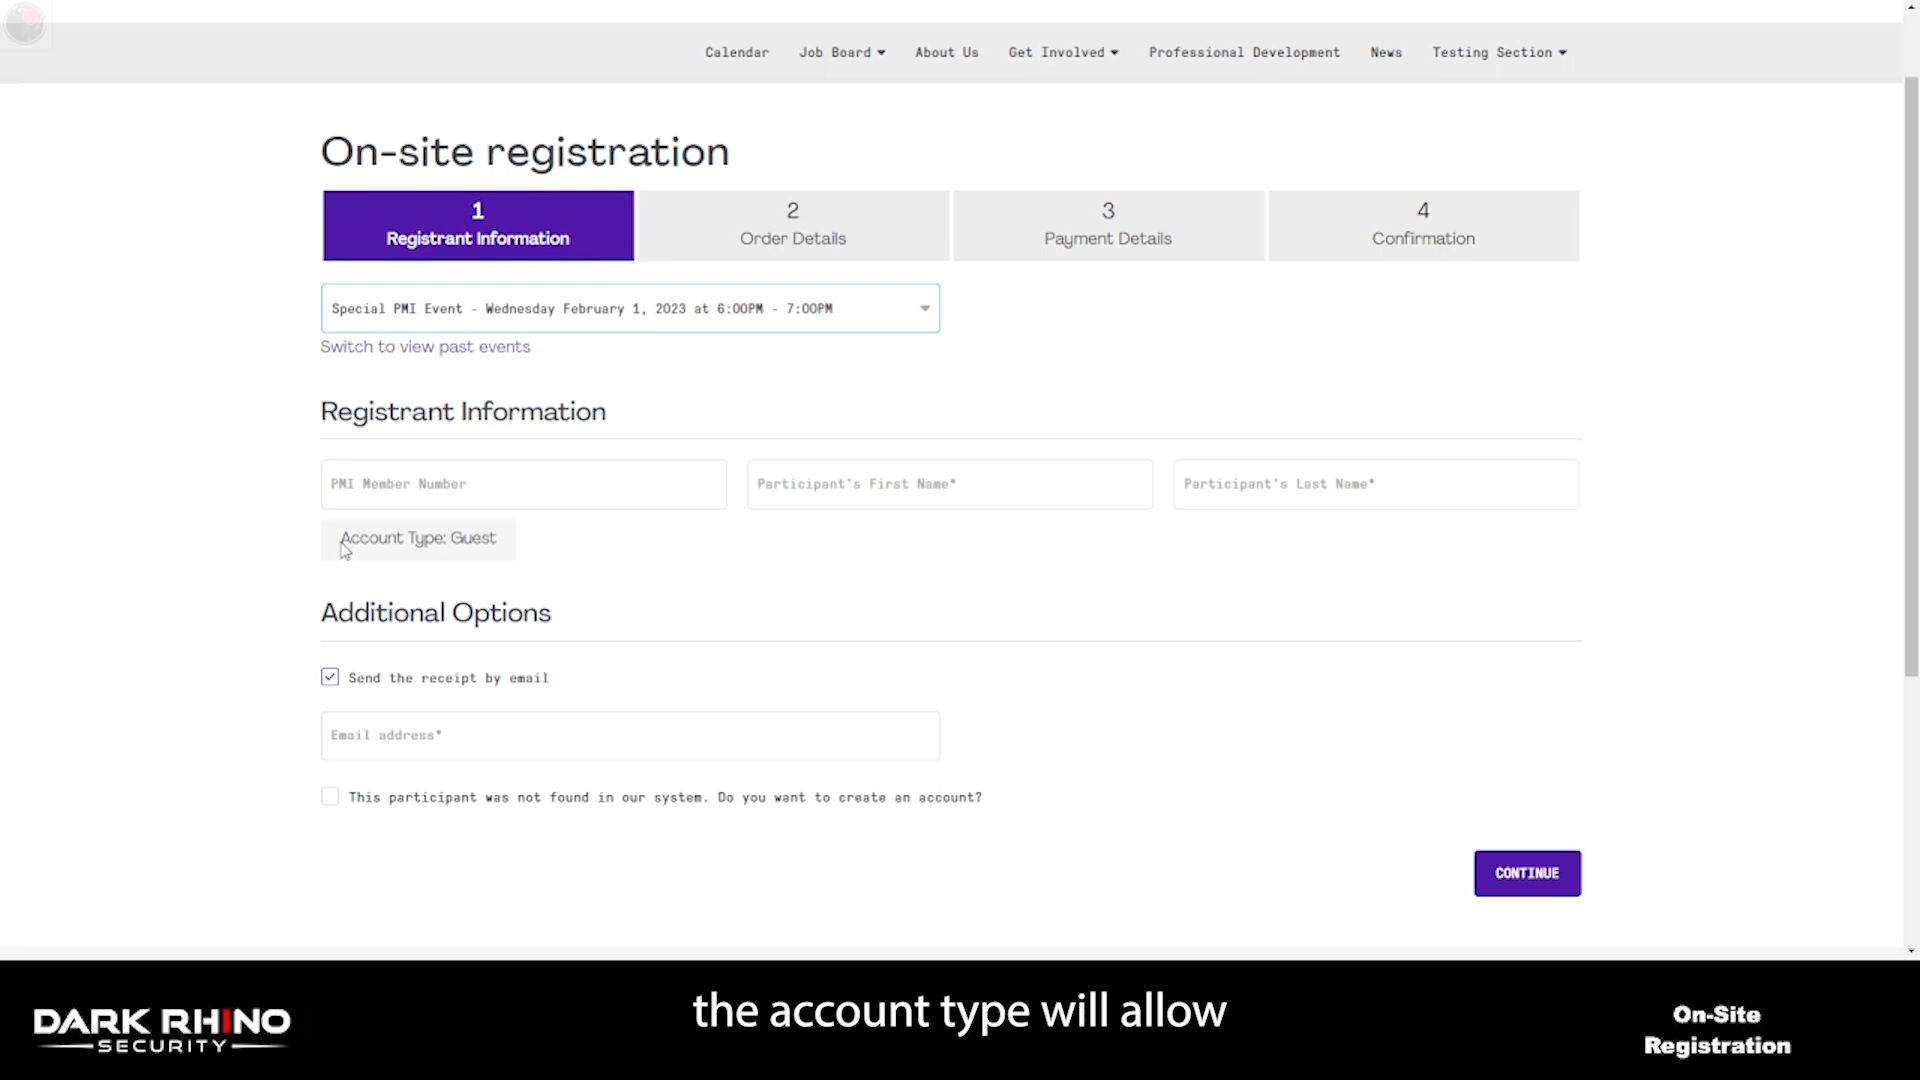 Calendar
Job Board
About Us
Get Involved
Professional Development
News
Testing Section
On-site registration
1
Registrant Information
2
Order Details
3
Payment Details
4
Confirmation
Special PMI Event - Wednesday February 1, 2023 at 6:00PM - 7:00PM
Switch to view past events
Registrant Information
PMI Member Number
Participant's First Name*
Participant's Last Name*
Account Type: Guest
Additional Options
Send the receipt by email
Email address*
This participant was not found in our system. Do you want to create an account?
CONTINUE
DARK RHINO
SECURITY
the account type will allow
On-Site
Registration